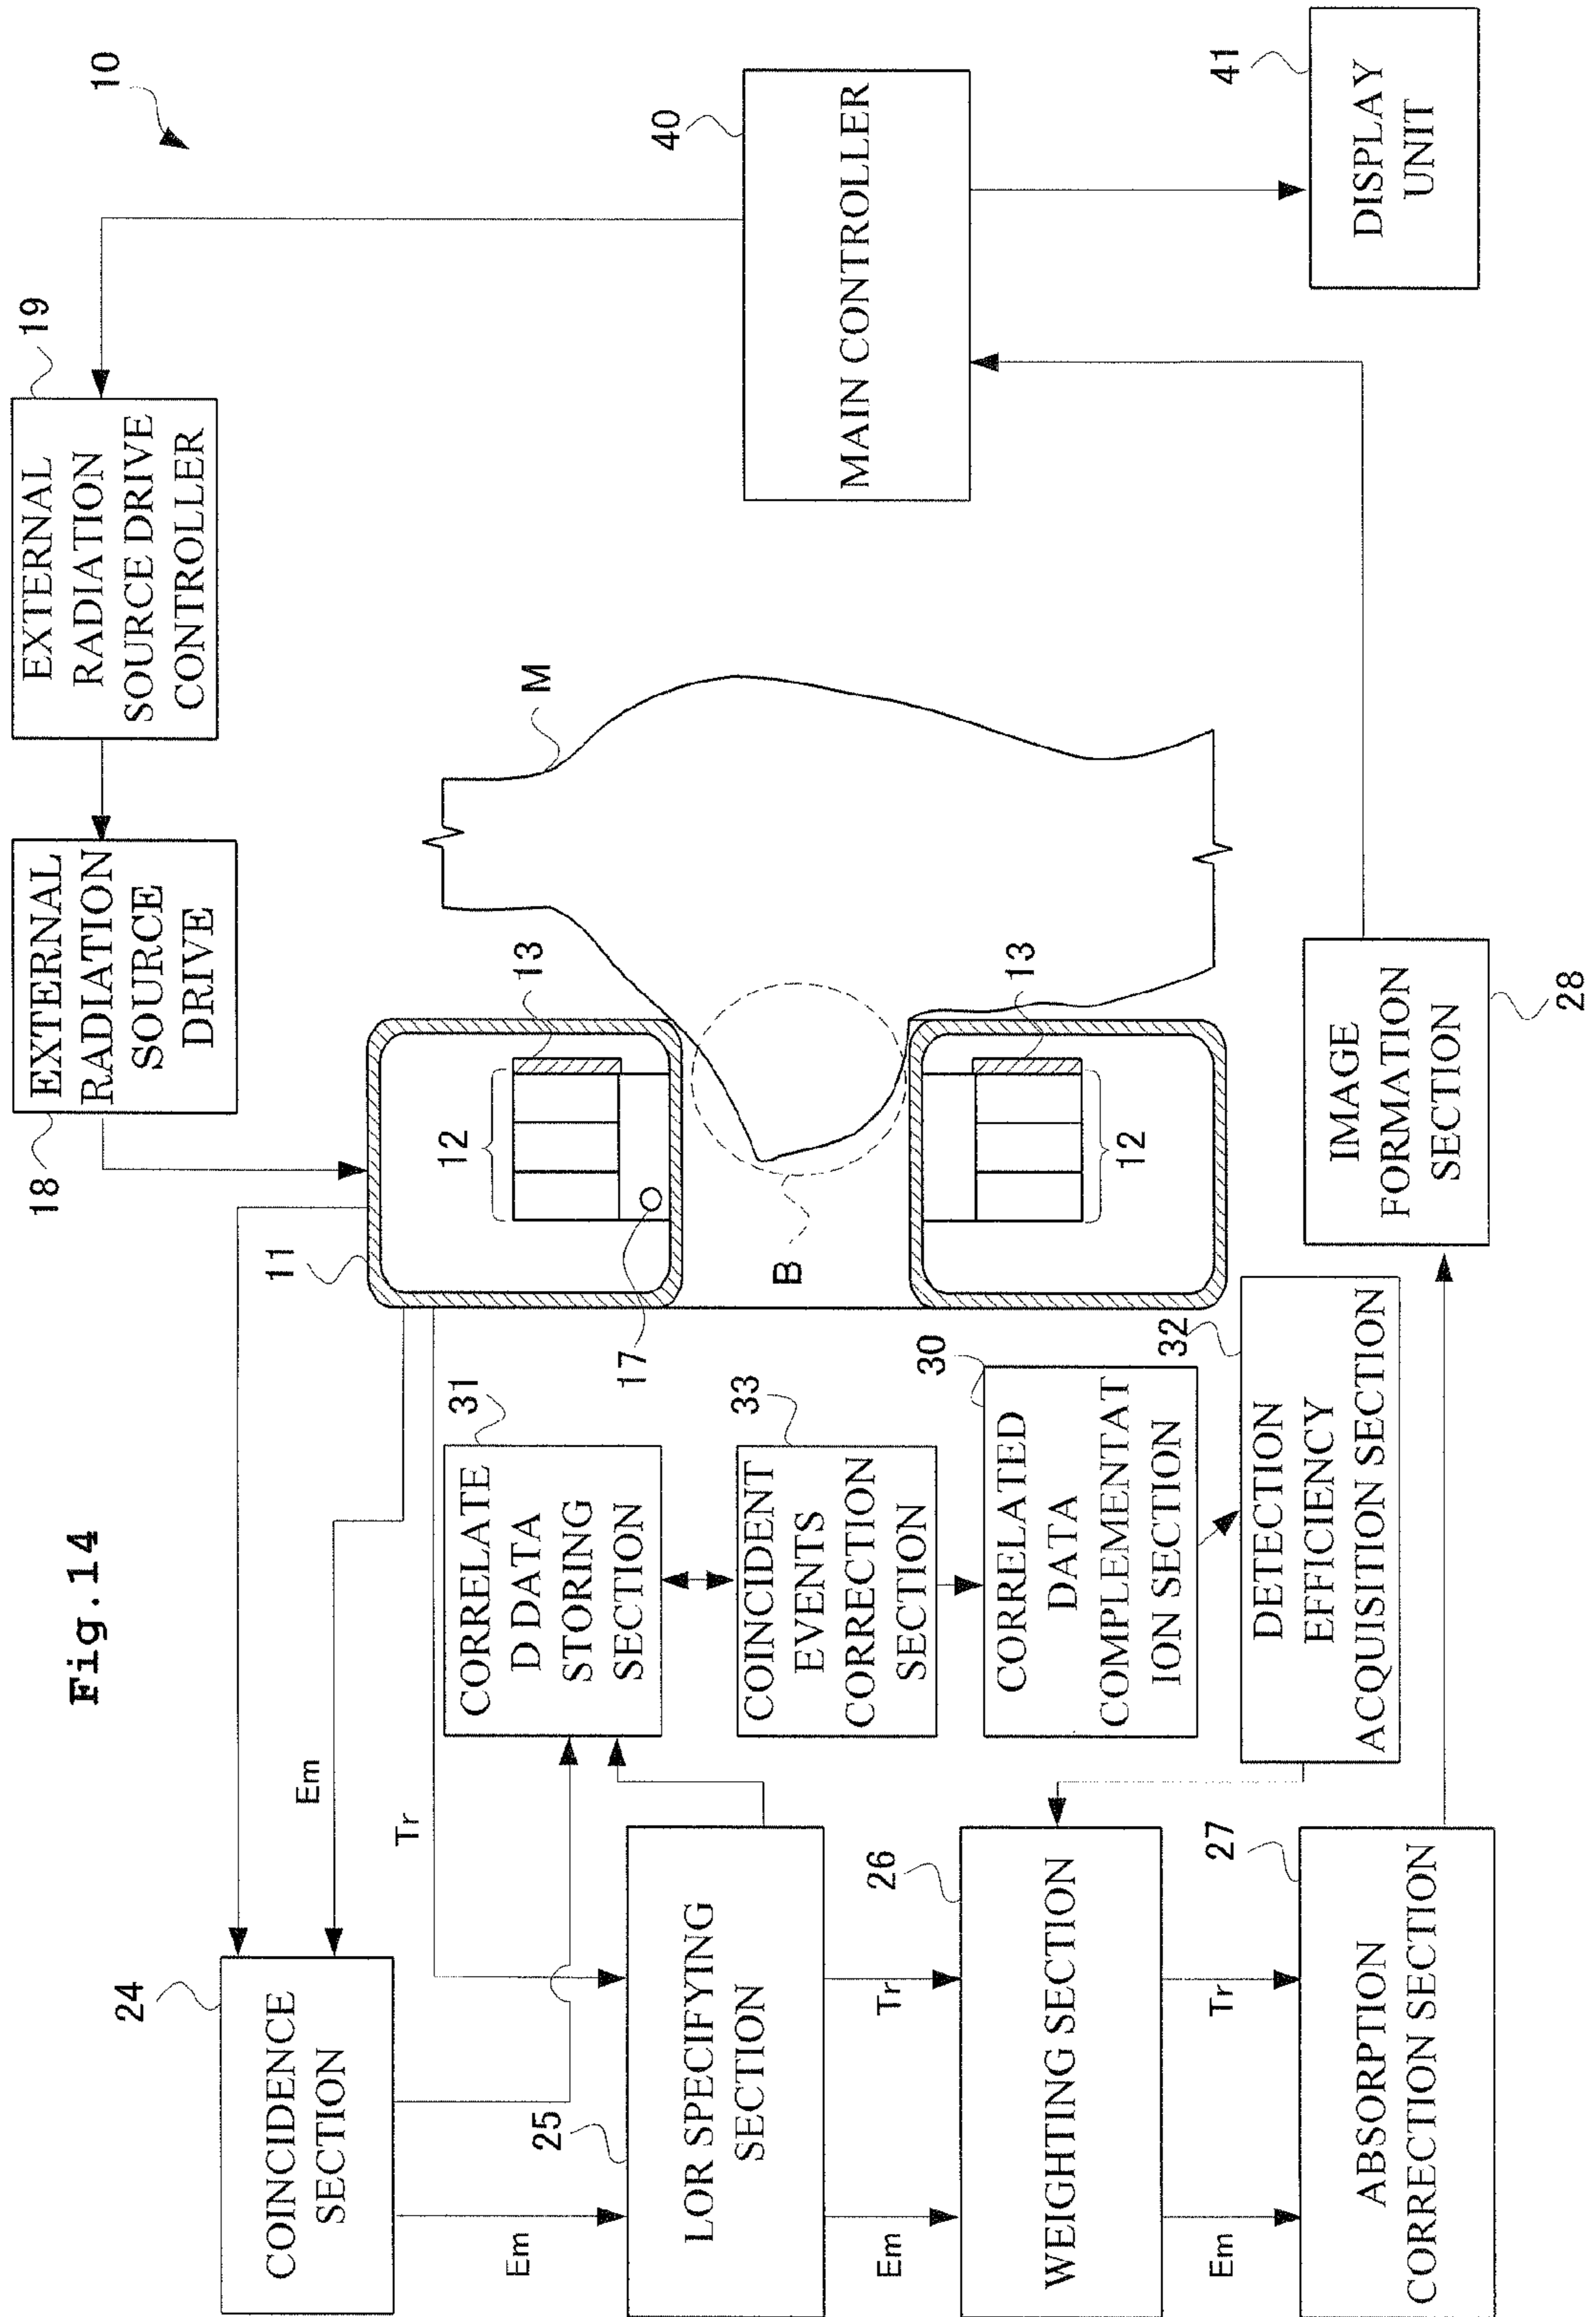 Fig.14
10
24
COINCIDENCE
SECTION
Em
Em
Tr
25
LOR SPECIFYING
SECTION
Em
Tr
26
WEIGHTING SECTION
Em
Tr
27
ABSORPTION
CORRECTION SECTION
31
CORRELATE
D DATA
STORING
SECTION
33
COINCIDENT
EVENTS
CORRECTION
SECTION
30
CORRELATED
DATA
COMPLEMENTAT
ION SECTION
32
DETECTION
EFFICIENCY
ACQUISITION SECTION
11
12
13
17
B
12
13
M
18
EXTERNAL
RADIATION
SOURCE
DRIVE
19
EXTERNAL
RADIATION
SOURCE DRIVE
CONTROLLER
28
IMAGE
FORMATION
SECTION
40
MAIN CONTROLLER
41
DISPLAY
UNIT